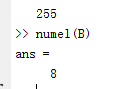 255
>> numel(B)
ans =
8